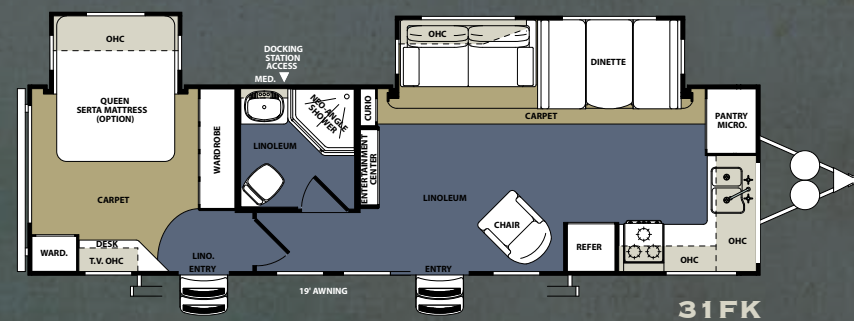 OHC
QUEEN
SERTA MATTRESS
(OPTION)
CARPET
WARD.
DESK
T.V. OHC
WARDROBE
LINO.
ENTRY
DOCKING
STATION
ACCESS
MED.
NEO-ANGLE
SHOWER
LINOLEUM
CURIO
ENTERTAINMENT
CENTER
OHC
DINETTE
CARPET
LINOLEUM
CHAIR
ENTRY
19' AWNING
PANTRY
MICRO.
REFER
OHC
OHC
31FK